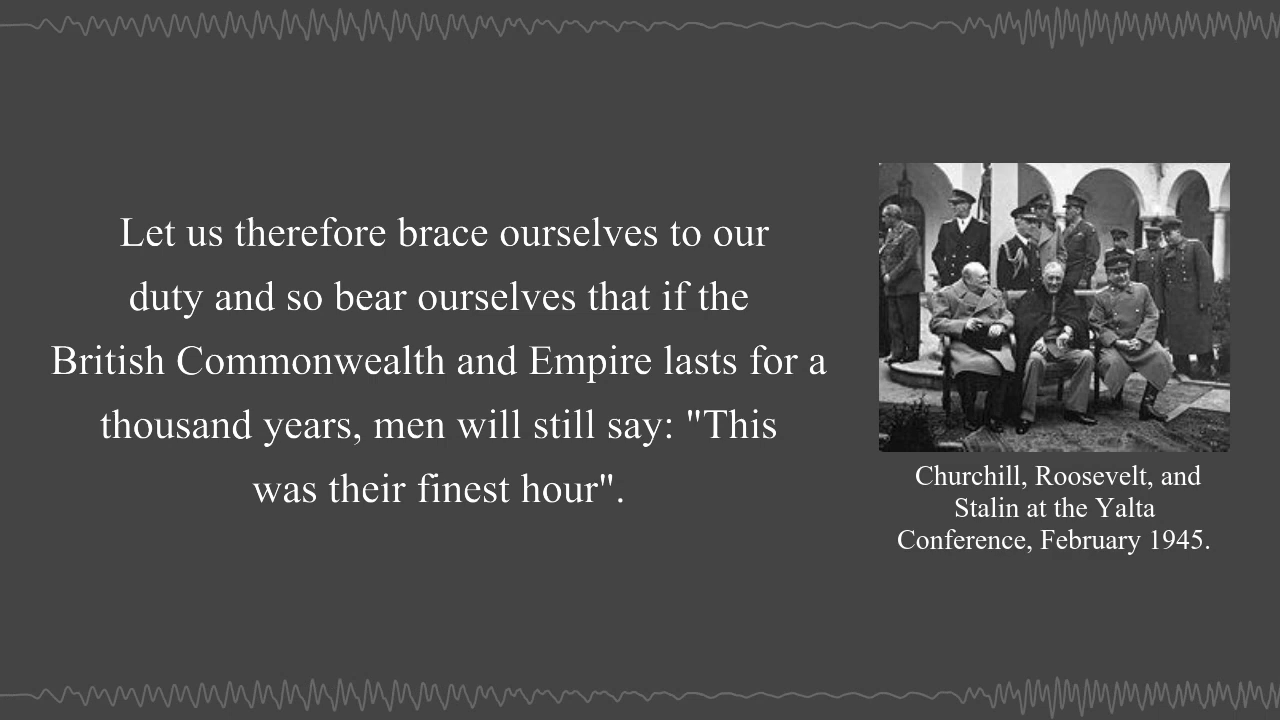 Let us therefore brace ourselves to our
duty and so bear ourselves that if the
British Commonwealth and Empire lasts for a
thousand years, men will still say: "This
was their finest hour".
Churchill, Roosevelt, and
Stalin at the Yalta
Conference, February 1945.